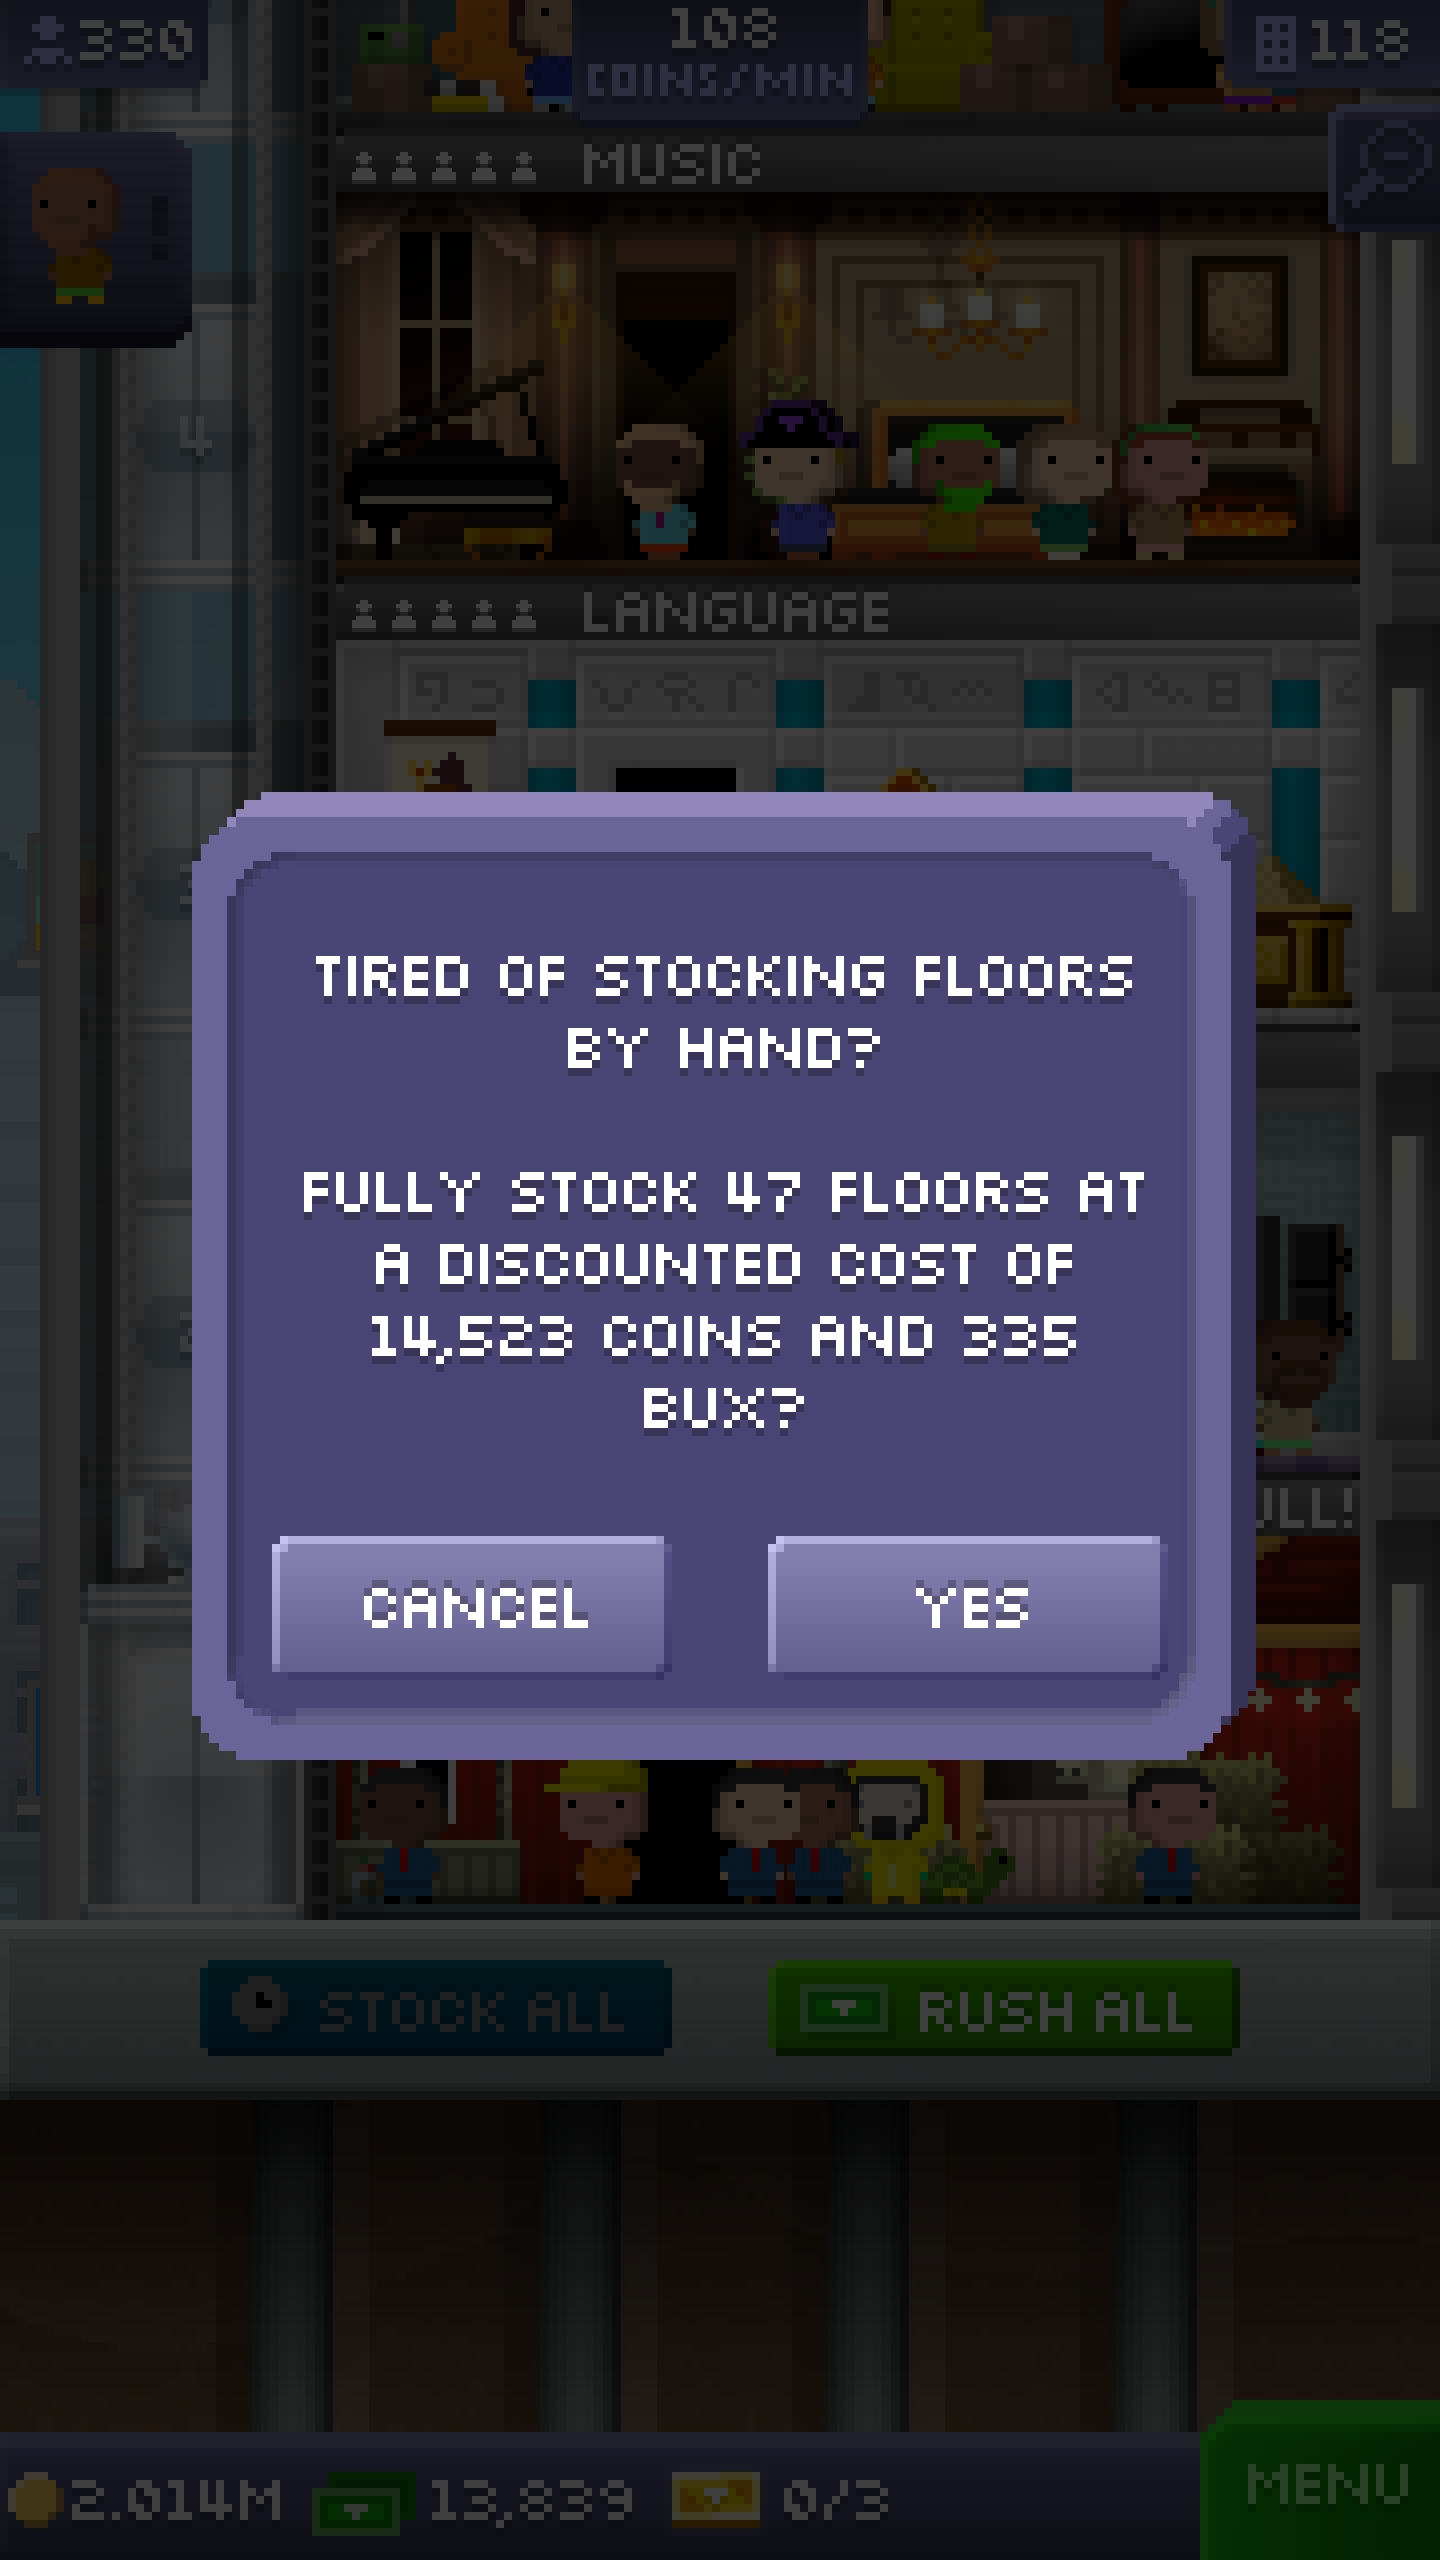 330
108
COINS/MIN
118
MUSIC
4
LANGUAGE
TIRED OF STOCKING FLOORS
BY HAND?
FULLY STOCK 47 FLOORS AT
A DISCOUNTED COST OF
14,523 COINS AND 335
BUX?
CANCEL
YES
ULL!
STOCK ALL
RUSH ALL
2.014M
13,839
0/3
MENU